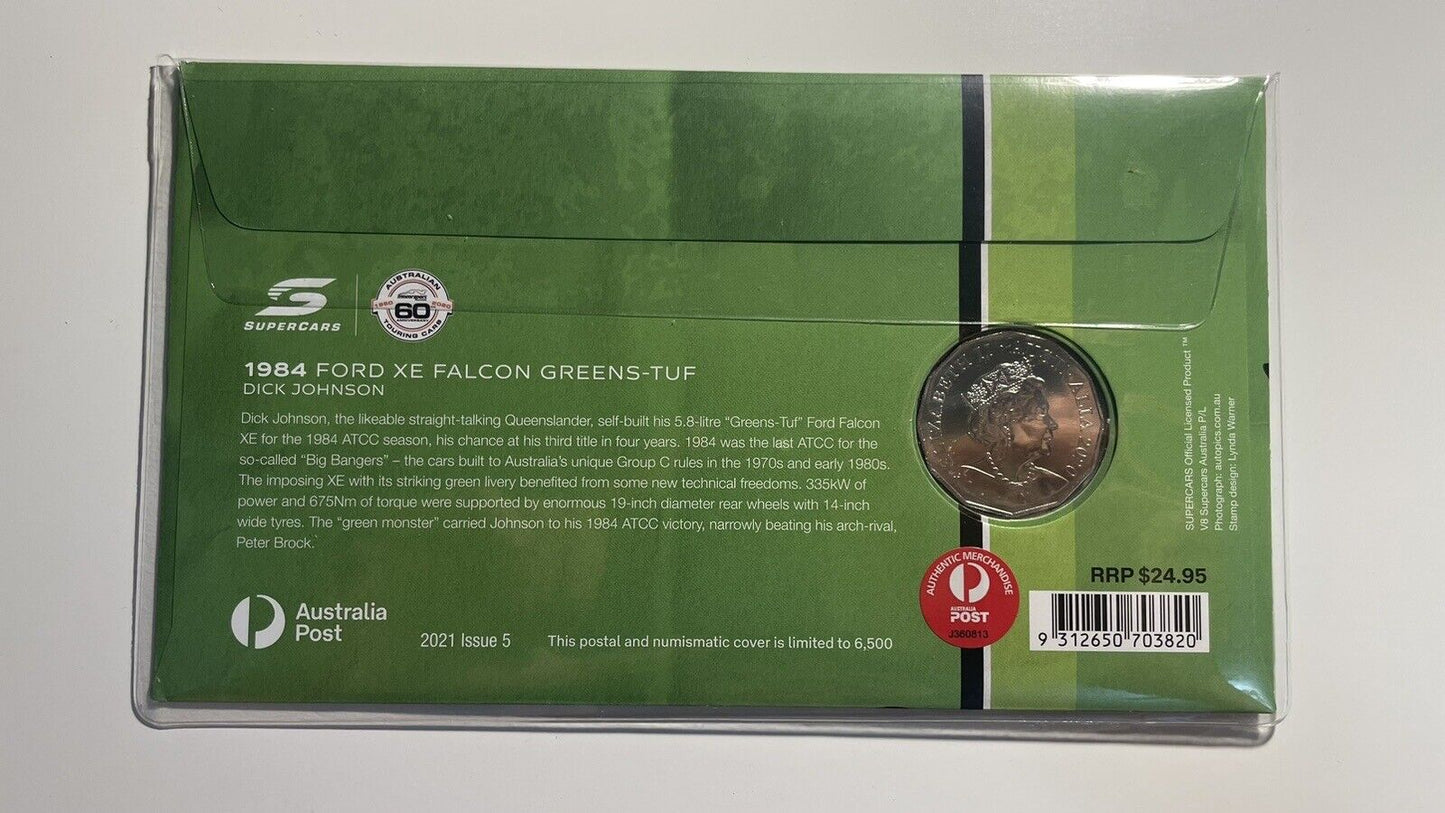 SUPERCARS
AUSTRALIAN
1960 60 2020
ANNIVERSARY
TOURING CARS
1984 FORD XE FALCON GREENS-TUF
DICK JOHNSON
Dick Johnson, the likeable straight-talking Queenslander, self-built his 5.8-litre “Greens-Tuf” Ford Falcon
XE for the 1984 ATCC season, his chance at his third title in four years. 1984 was the last ATCC for the
so-called “Big Bangers” – the cars built to Australia’s unique Group C rules in the 1970s and early 1980s.
The imposing XE with its striking green livery benefited from some new technical freedoms. 335kW of
power and 675Nm of torque were supported by enormous 19-inch diameter rear wheels with 14-inch
wide tyres. The “green monster” carried Johnson to his 1984 ATCC victory, narrowly beating his arch-rival,
Peter Brock.
Australia
Post
2021 Issue 5
This postal and numismatic cover is limited to 6,500
AUTHENTIC MERCHANDISE
AUSTRALIA
POST
J360813
RRP $24.95
9 312650 703820
SUPERCARS Official Licensed Product ™
V8 Supercars Australia P/L
Photograph: autopics.com.au
Stamp design: Lynda Warner